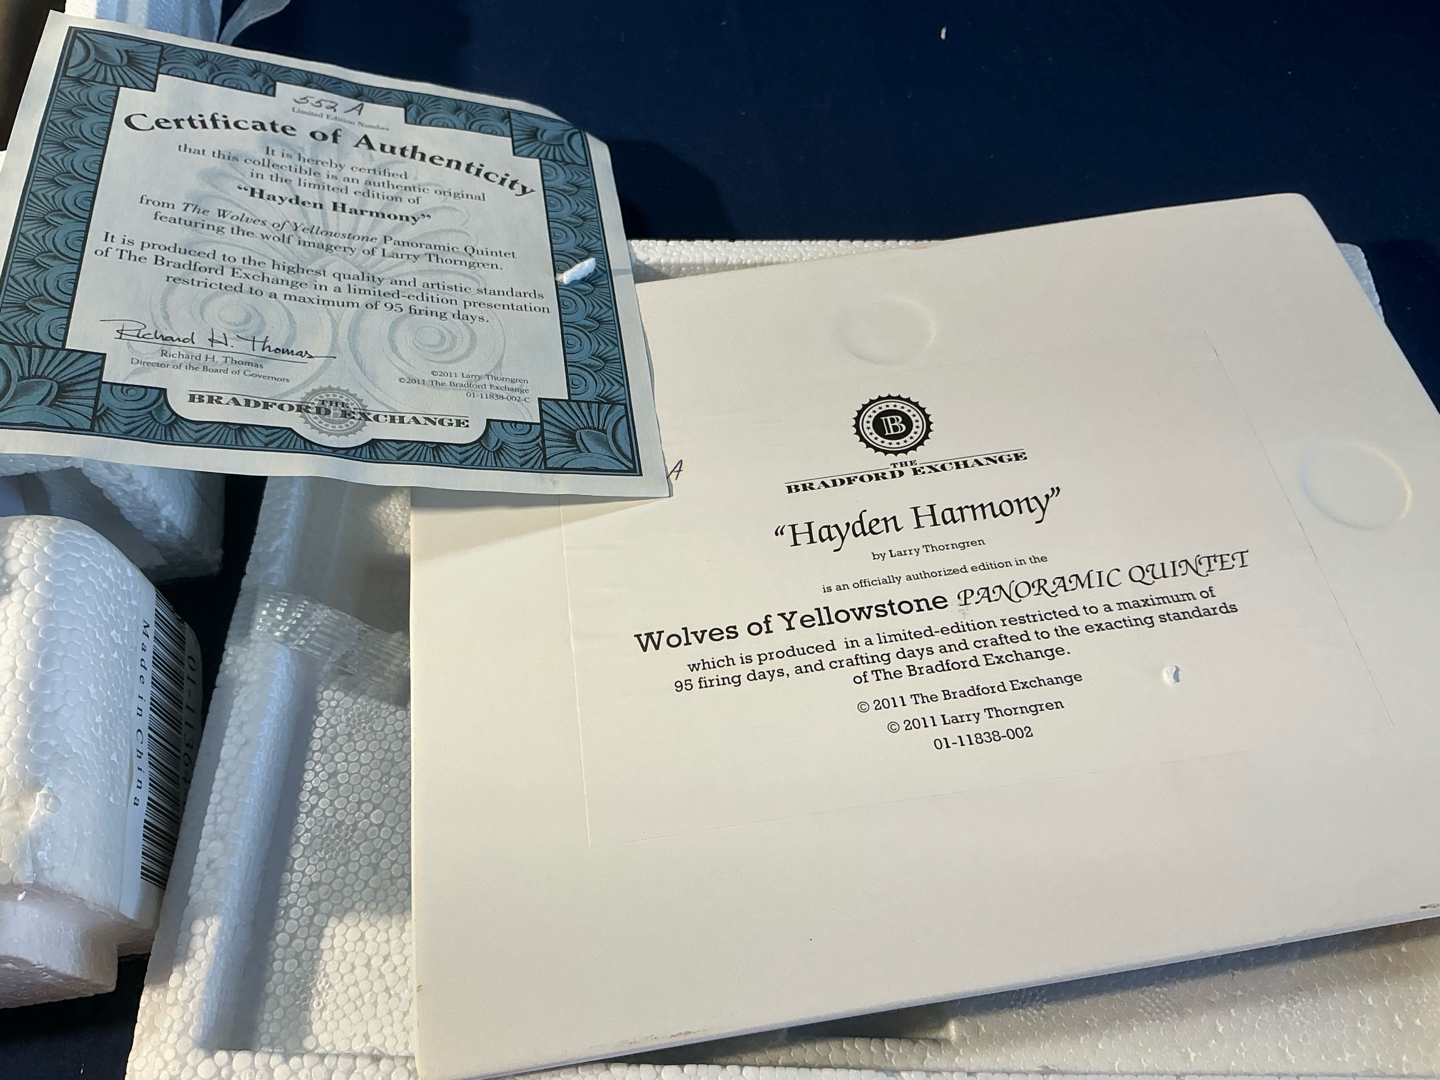 552 A
Limited Edition Number
Certificate of Authenticity
It is hereby certified
that this collectible is an authentic original
in the limited edition of
“Hayden Harmony”
from The Wolves of Yellowstone Panoramic Quintet
featuring the wolf imagery of Larry Thorngren.
It is produced to the highest quality and artistic standards
of The Bradford Exchange in a limited-edition presentation
restricted to a maximum of 95 firing days.
Richard H. Thomas
Richard H. Thomas
Director of the Board of Governors
©2011 Larry Thorngren
©2011 The Bradford Exchange
01-11838-002-C
THE
BRADFORD EXCHANGE
A
B
THE
BRADFORD EXCHANGE
“Hayden Harmony”
by Larry Thorngren
is an officially authorized edition in the
Wolves of Yellowstone PANORAMIC QUINTET
which is produced in a limited-edition restricted to a maximum of
95 firing days, and crafting days and crafted to the exacting standards
of The Bradford Exchange.
© 2011 The Bradford Exchange
© 2011 Larry Thorngren
01-11838-002
Made in China